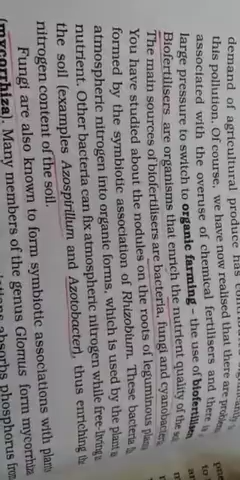 demand of agricultural produce has
this pollution. Of course, we have now realised that there are problems
associated with the overuse of chemical fertilisers and there is
large pressure to switch to organic farming – the use of biofertilisers.
Biofertilisers are organisms that enrich the nutrient quality of the soil.
The main sources of biofertilisers are bacteria, fungi and cyanobacteria.
You have studied about the nodules on the roots of leguminous plants
formed by the symbiotic association of Rhizobium. These bacteria fix
atmospheric nitrogen into organic forms, which is used by the plant as
nutrient. Other bacteria can fix atmospheric nitrogen while free-living in
the soil (examples Azospirillum and Azotobacter), thus enriching the
nitrogen content of the soil.
Fungi are also known to form symbiotic associations with plants
(mycorrhiza). Many members of the genus Glomus form mycorrhiza.
absorbs phosphorus from